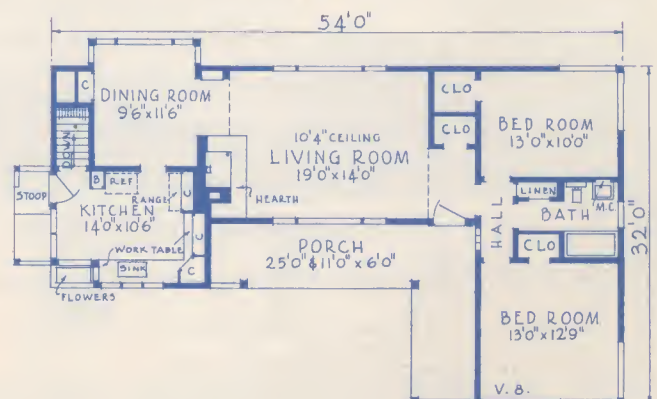 54'0"
DINING ROOM
9'6"x11'6"
C
CLO
CLO
BED ROOM
13'0"x10'0"
10'4" CEILING
LIVING ROOM
19'0"x14'0"
DOWN
B
REF
RANGE
C
HEARTH
STOOP
KITCHEN
14'0"x10'6"
LINEN
BATH
M.C.
HALL
32'0"
WORK TABLE
C
SINK
C
FLOWERS
PORCH
25'0" & 11'0" x 6'0"
CLO
BED ROOM
13'0"x12'9"
V.B.